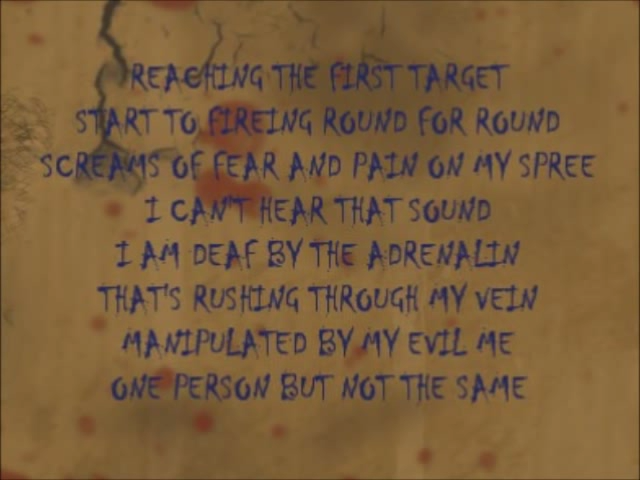 REACHING THE FIRST TARGET
START TO FIREING ROUND FOR ROUND
SCREAMS OF FEAR AND PAIN ON MY SPREE
I CAN'T HEAR THAT SOUND
I AM DEAF BY THE ADRENALIN
THAT'S RUSHING THROUGH MY VEIN
MANIPULATED BY MY EVIL ME
ONE PERSON BUT NOT THE SAME